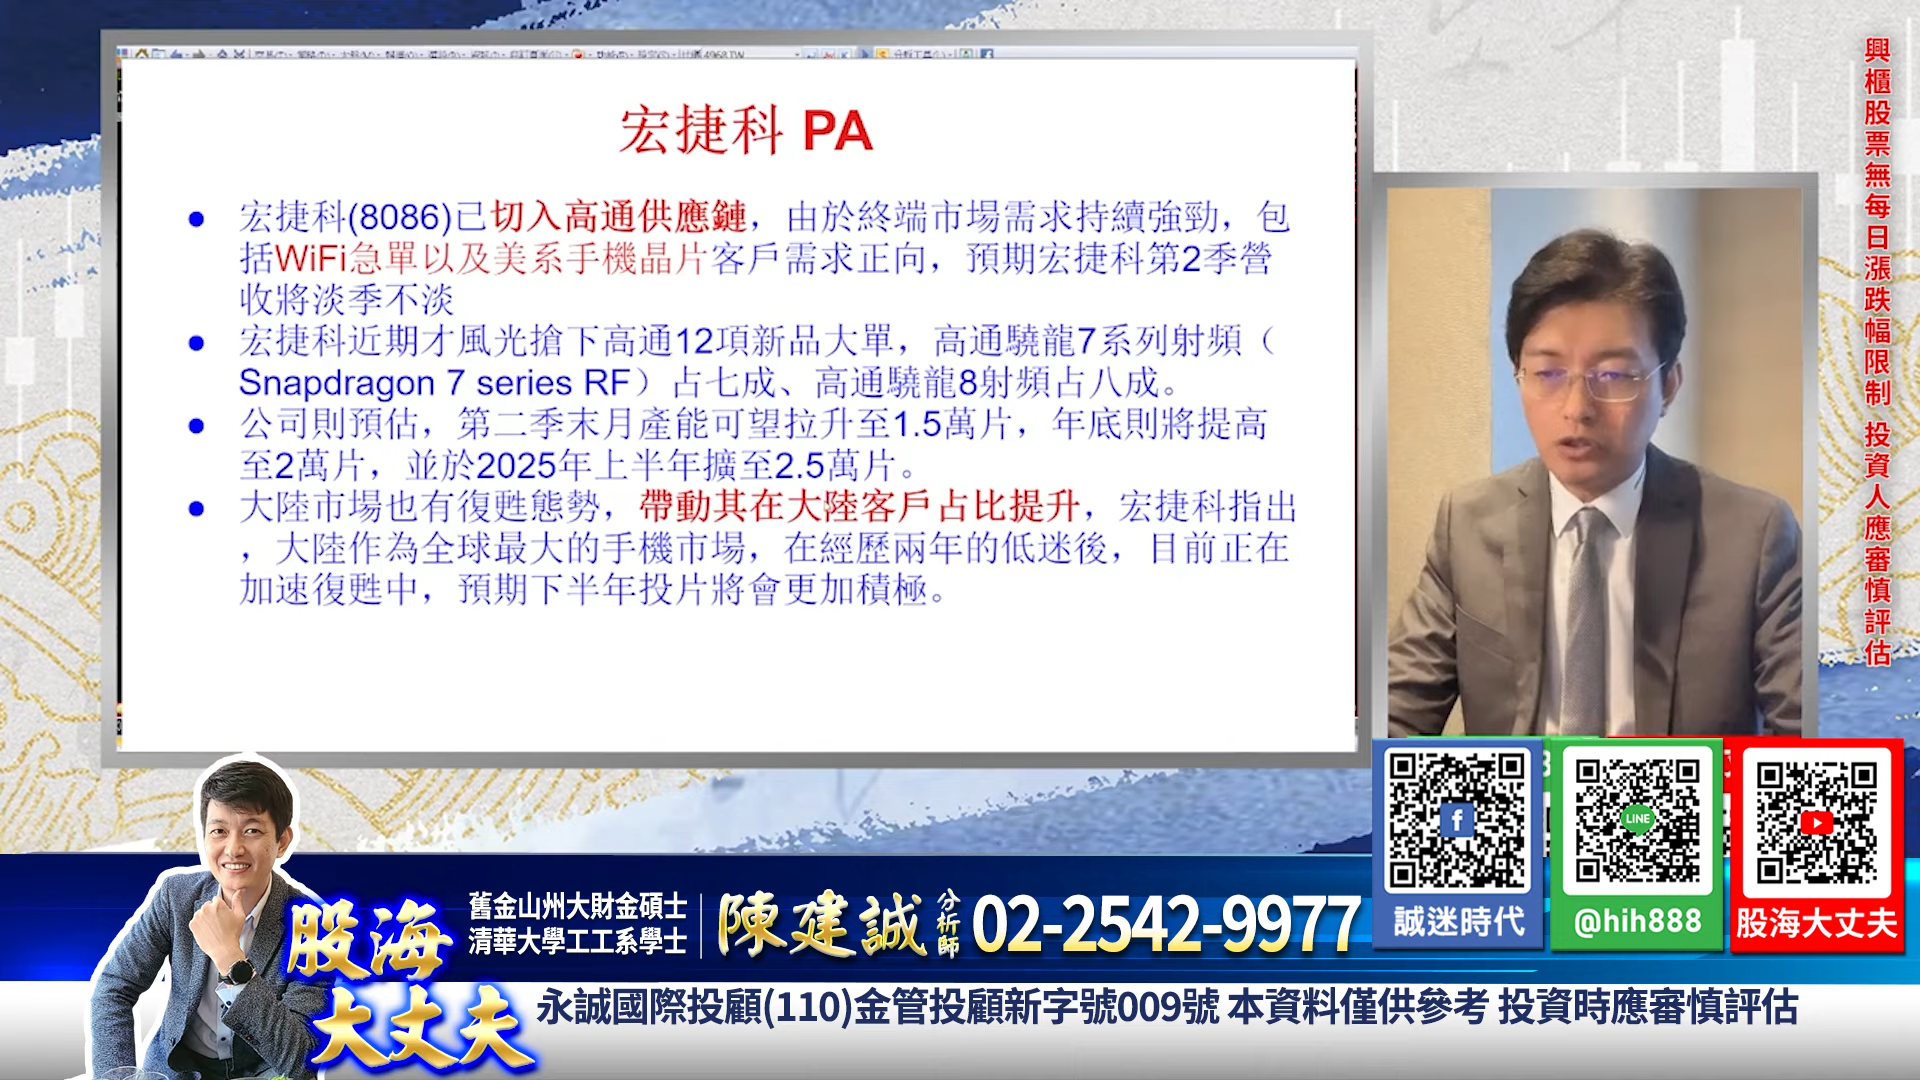 4968.TW
宏捷科 PA
● 宏捷科(8086)已切入高通供應鏈，由於終端市場需求持續強勁，包
括WiFi急單以及美系手機晶片客戶需求正向，預期宏捷科第2季營
收將淡季不淡
● 宏捷科近期才風光搶下高通12項新品大單，高通驍龍7系列射頻（
Snapdragon 7 series RF）占七成、高通驍龍8射頻占八成。
● 公司則預估，第二季末月產能可望拉升至1.5萬片，年底則將提高
至2萬片，並於2025年上半年擴至2.5萬片。
● 大陸市場也有復甦態勢，帶動其在大陸客戶占比提升，宏捷科指出
，大陸作為全球最大的手機市場，在經歷兩年的低迷後，目前正在
加速復甦中，預期下半年投片將會更加積極。
興櫃股票無每日漲跌幅限制 投資人應審慎評估
LINE
誠迷時代
@hih888
股海大丈夫
股海
大丈夫
舊金山州大財金碩士
清華大學工工系學士
陳建誠
分析師
02-2542-9977
永誠國際投顧(110)金管投顧新字號009號 本資料僅供參考 投資時應審慎評估